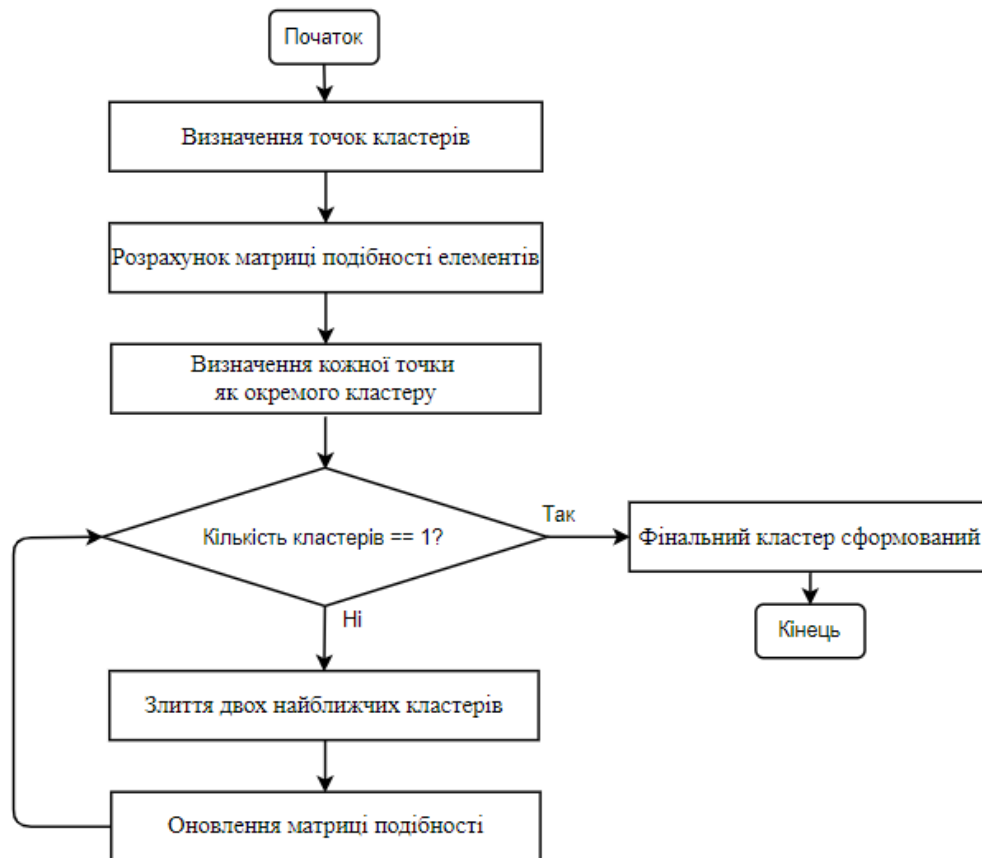 Початок
Визначення точок кластерів
Розрахунок матриці подібності елементів
Визначення кожної точки
як окремого кластеру
Кількість кластерів == 1?
Так
Фінальний кластер сформований
Кінець
Ні
Злиття двох найближчих кластерів
Оновлення матриці подібності